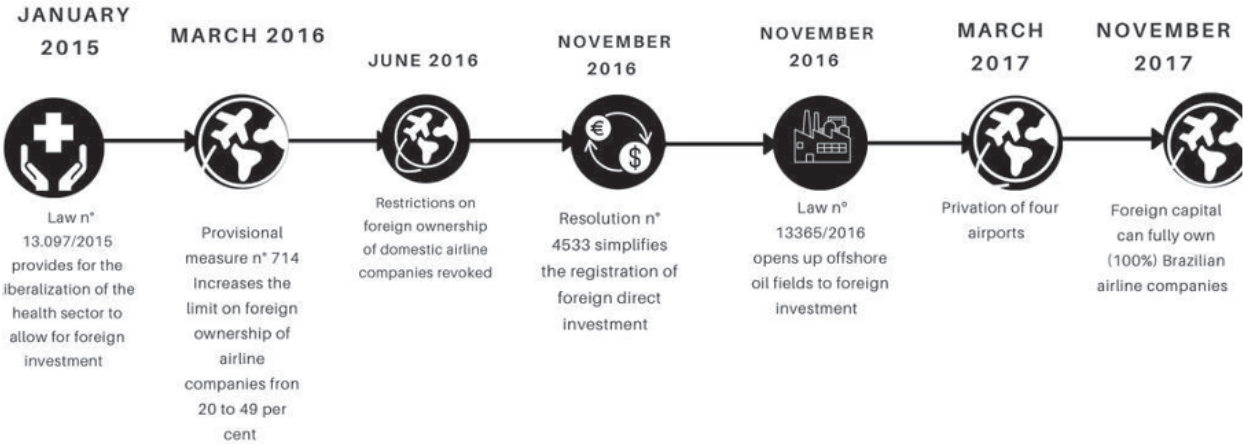 JANUARY
2015
Law n°
13.097/2015
provides for the
iberalization of the
health sector to
allow for foreign
investment
MARCH 2016
Provisional
measure n° 714
Increases the
limit on foreign
ownership of
airline
companies fron
20 to 49 per
cent
JUNE 2016
Restrictions on
foreign ownership
of domestic airline
companies revoked
NOVEMBER
2016
€
$
Resolution n°
4533 simplifies
the registration of
foreign direct
investment
NOVEMBER
2016
Law nº
13365/2016
opens up offshore
oil fields to foreign
investment
MARCH
2017
Privation of four
airports
NOVEMBER
2017
Foreign capital
can fully own
(100%) Brazilian
airline companies